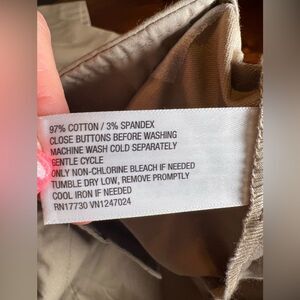 97% COTTON / 3% SPANDEX
CLOSE BUTTONS BEFORE WASHING
MACHINE WASH COLD SEPARATELY
GENTLE CYCLE
ONLY NON-CHLORINE BLEACH IF NEEDED
TUMBLE DRY LOW, REMOVE PROMPTLY
COOL IRON IF NEEDED
RN17730 VN1247024